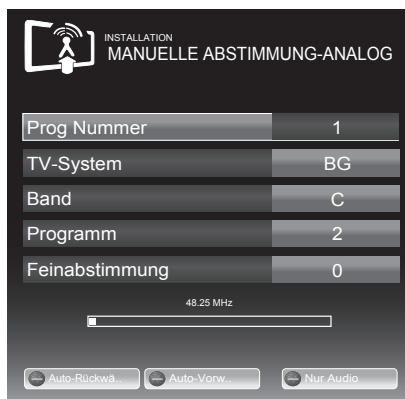 INSTALLATION
MANUELLE ABSTIMMUNG-ANALOG
Prog Nummer 1
TV-System BG
Band C
Programm 2
Feinabstimmung 0
48.25 MHz
Auto-Rückwä.. Auto-Vorw.. Nur Audio